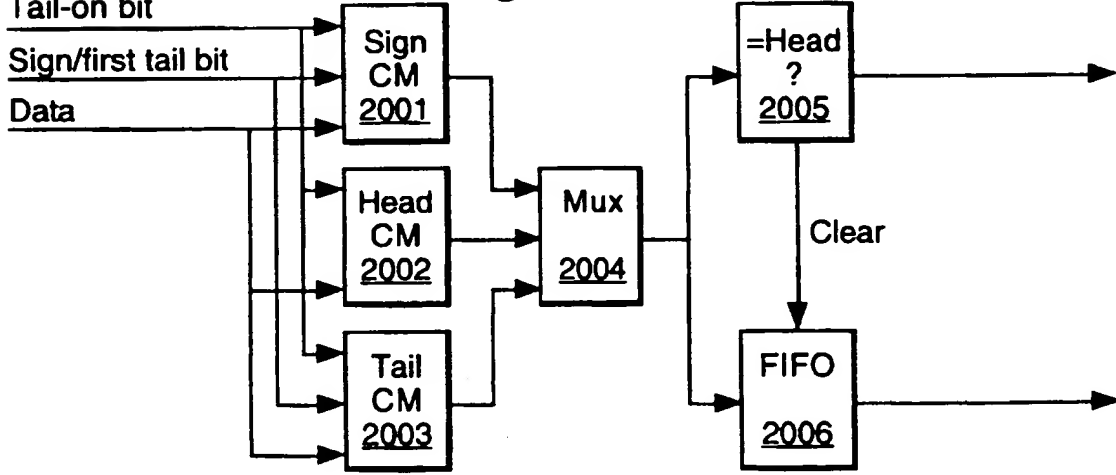 Tail-on bit
Sign/first tail bit
Data
Sign
CM
2001
Head
CM
2002
Tail
CM
2003
Mux
2004
=Head
?
2005
Clear
FIFO
2006